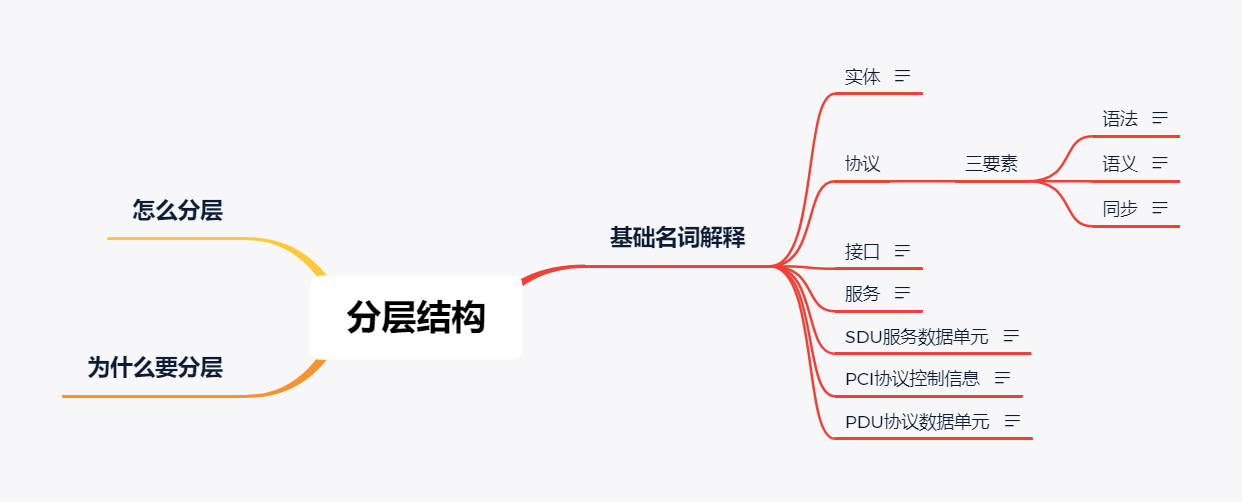 分层结构
怎么分层
为什么要分层
基础名词解释
实体
协议
三要素
语法
语义
同步
接口
服务
SDU服务数据单元
PCI协议控制信息
PDU协议数据单元